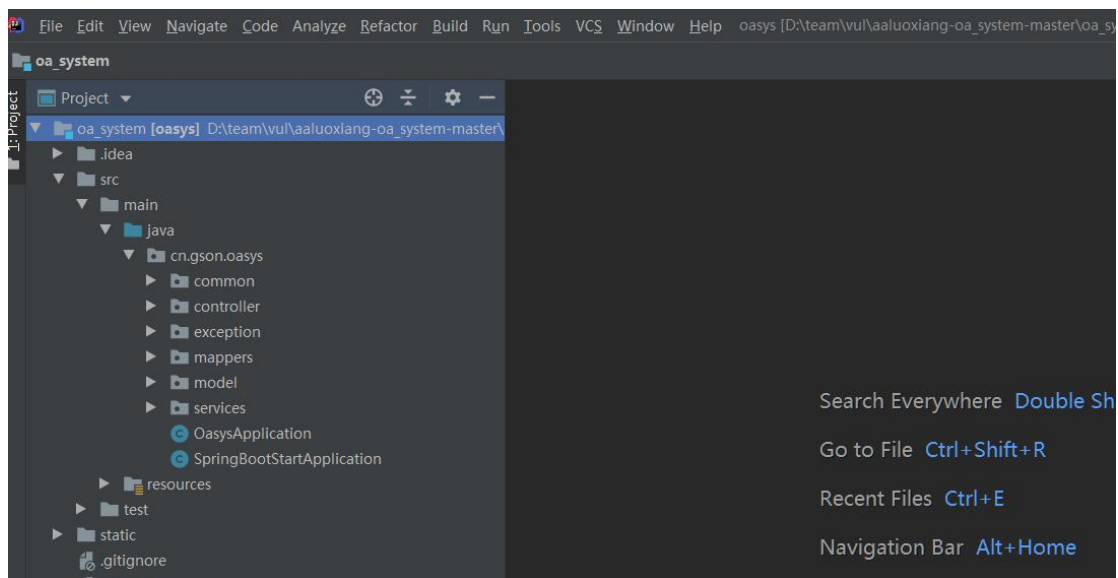 File Edit View Navigate Code Analyze Refactor Build Run Tools VCS Window Help oasys [D:\team\vul\aaluoxiang-oa_system-master\oa_sy
oa_system
1: Project
Project
oa_system [oasys] D:\team\vul\aaluoxiang-oa_system-master\
.idea
src
main
java
cn.gson.oasys
common
controller
exception
mappers
model
services
OasysApplication
SpringBootStartApplication
resources
test
static
.gitignore
Search Everywhere Double Sh
Go to File Ctrl+Shift+R
Recent Files Ctrl+E
Navigation Bar Alt+Home